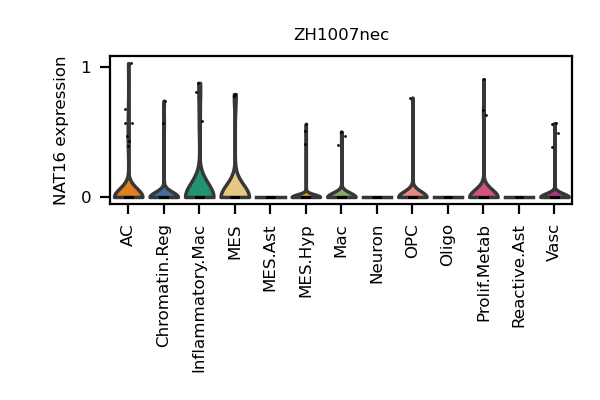 ZH1007nec
NAT16 expression
1
0
AC
Chromatin.Reg
Inflammatory.Mac
MES
MES.Ast
MES.Hyp
Mac
Neuron
OPC
Oligo
Prolif.Metab
Reactive.Ast
Vasc